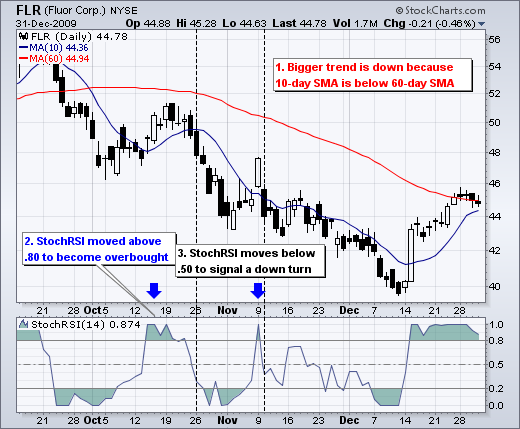 FLR (Fluor Corp.) NYSE © StockCharts.com
31-Dec-2009 Op 44.88 Hi 45.28 Lo 44.63 Last 44.78 Vol 1.7M Chg -0.21 (-0.46%)
FLR (Daily) 44.78
MA(10) 44.36
MA(60) 44.94
1. Bigger trend is down because
10-day SMA is below 60-day SMA
56
54
52
50
48
46
44
42
40
2. StochRSI moved above
.80 to become overbought
3. StochRSI moves below
.50 to signal a down turn
21 28 Oct5 12 19 26 Nov 9 16 23 Dec 7 14 21 28
StochRSI(14) 0.874
1.0
0.8
0.5
0.2
0.0
21 28 Oct5 12 19 26 Nov 9 16 23 Dec 7 14 21 28